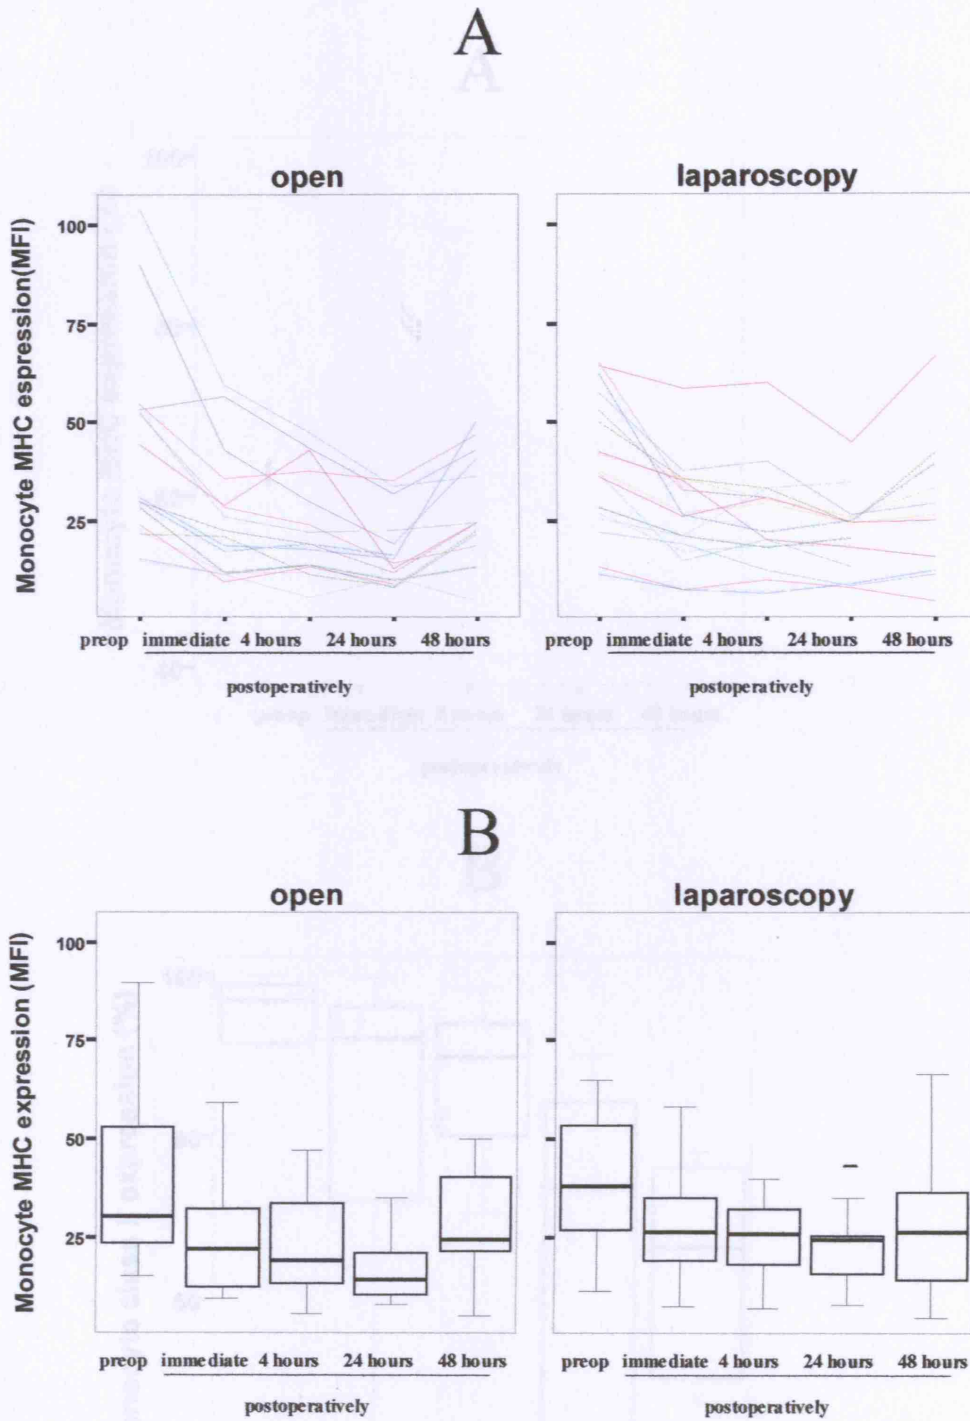 A
open
laparoscopy
Monocyte MHC espression(MFI)
100
75
50
25
preop immediate 4 hours 24 hours 48 hours
postoperatively
preop immediate 4 hours 24 hours 48 hours
postoperatively
B
open
laparoscopy
Monocyte MHC expression (MFI)
100
75
50
25
preop immediate 4 hours 24 hours 48 hours
postoperatively
preop immediate 4 hours 24 hours 48 hours
postoperatively